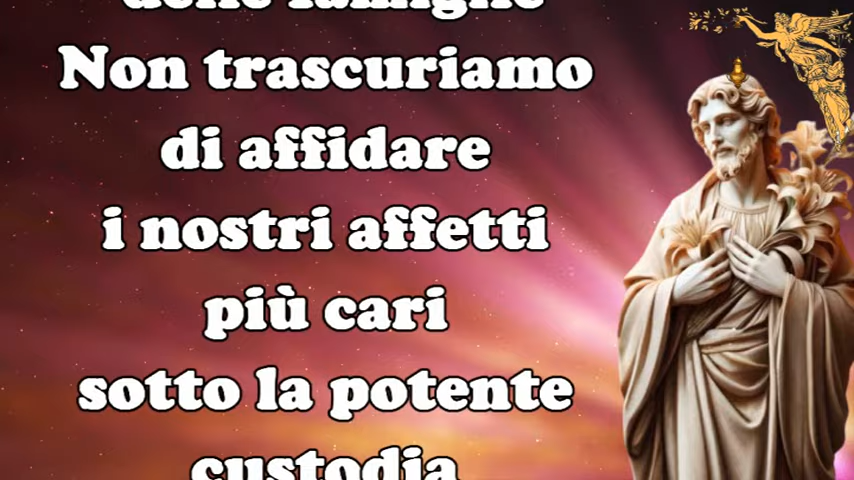 delle famiglie
Non trascuriamo
di affidare
i nostri affetti
più cari
sotto la potente
custodia